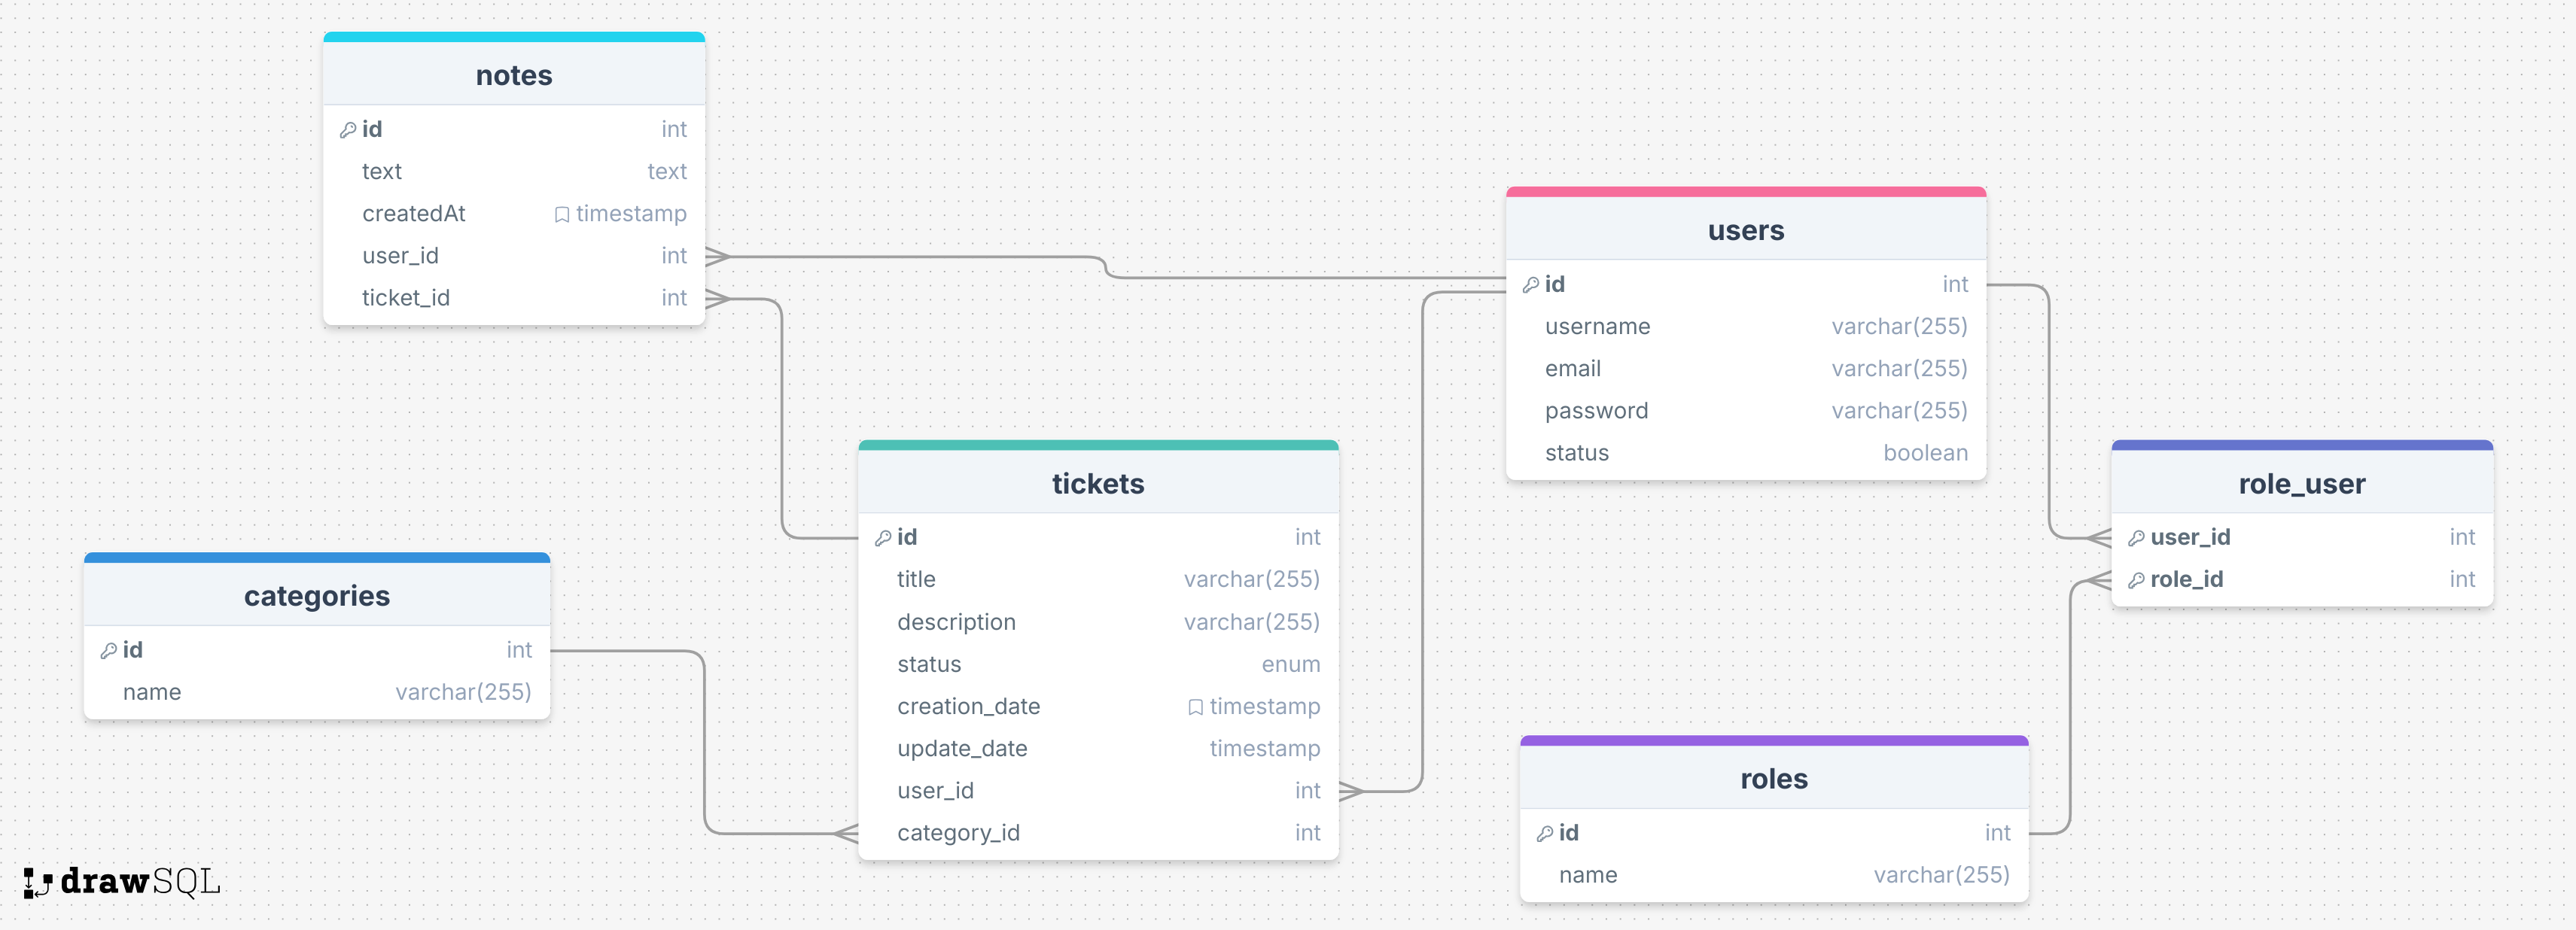 notes
id int
text text
createdAt timestamp
user_id int
ticket_id int
users
id int
username varchar(255)
email varchar(255)
password varchar(255)
status boolean
tickets
id int
title varchar(255)
description varchar(255)
status enum
creation_date timestamp
update_date timestamp
user_id int
category_id int
role_user
user_id int
role_id int
categories
id int
name varchar(255)
roles
id int
name varchar(255)
drawSQL